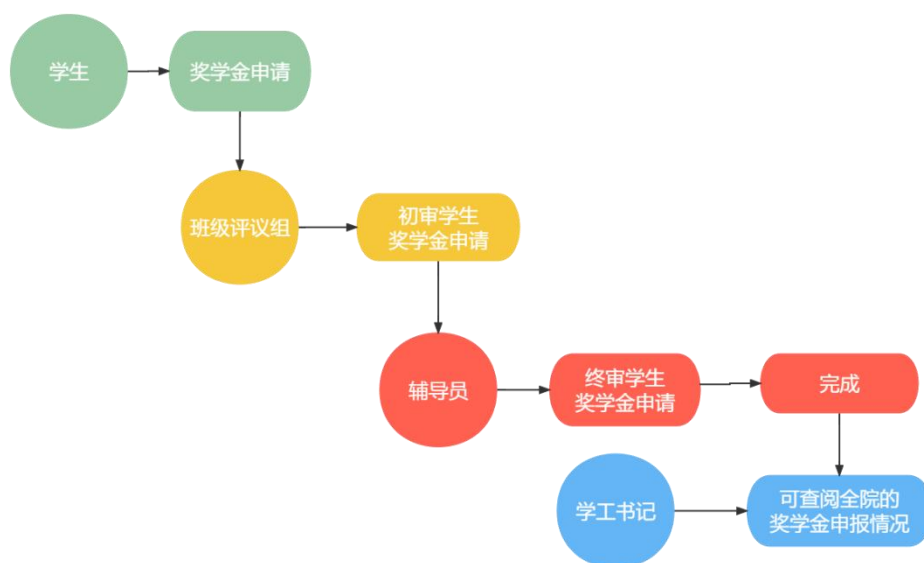 学生
奖学金申请
班级评议组
初审学生
奖学金申请
辅导员
终审学生
奖学金申请
完成
学工书记
可查阅全院的
奖学金申报情况